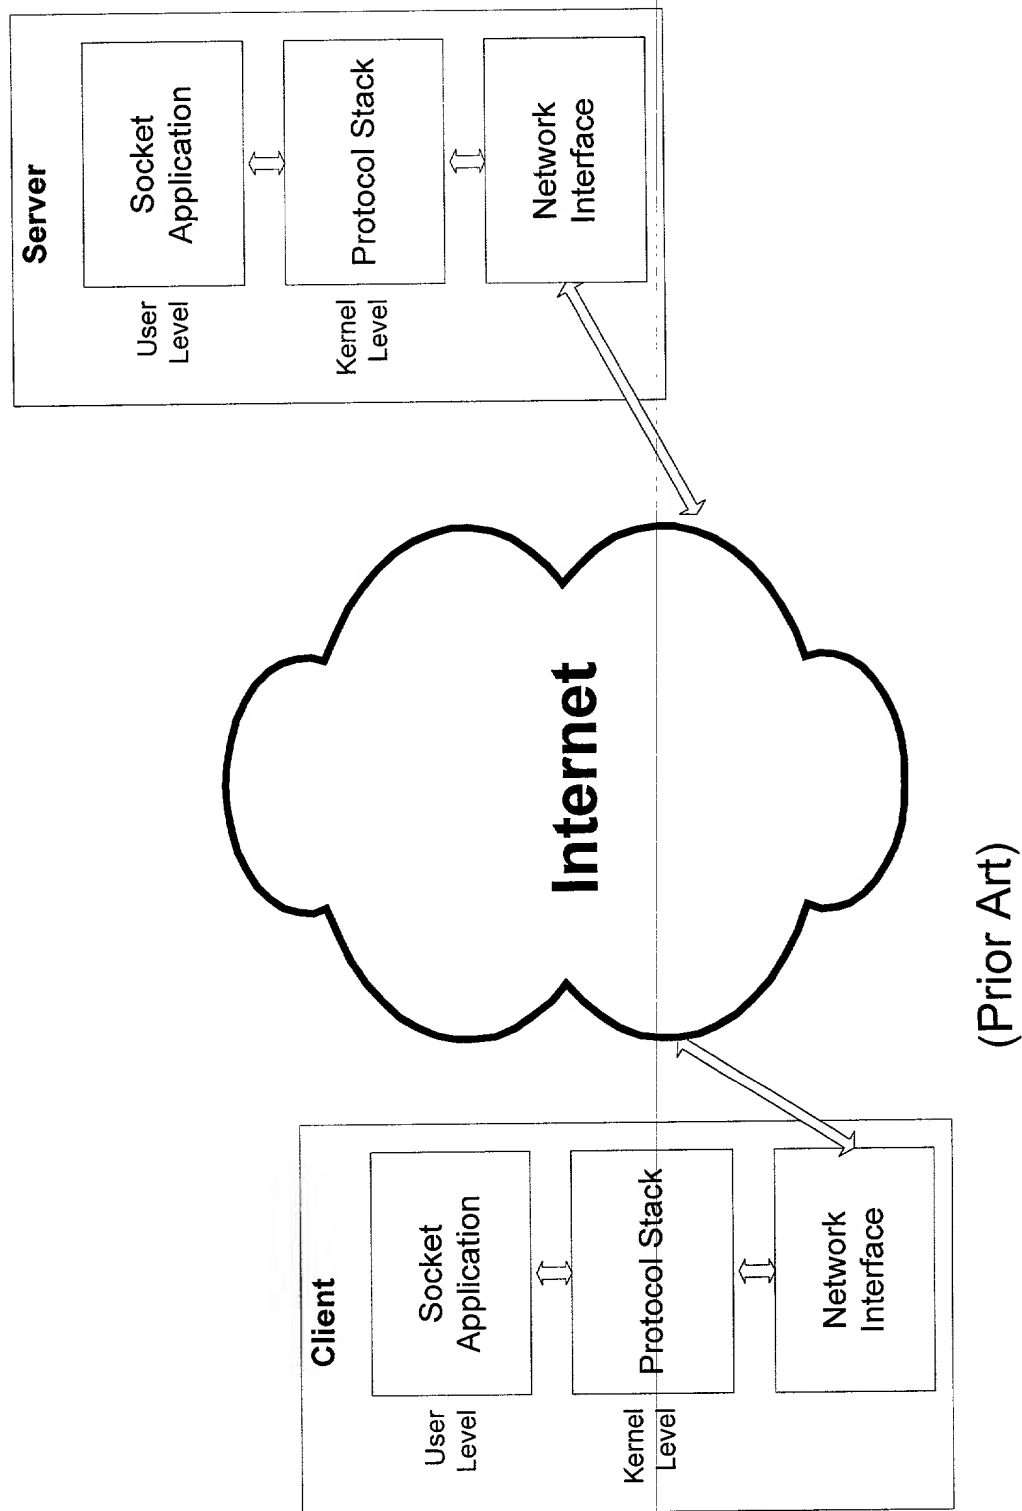 Client
User
Level
Socket
Application
Kernel
Level
Protocol Stack
Network
Interface
Internet
Server
User
Level
Socket
Application
Kernel
Level
Protocol Stack
Network
Interface
(Prior Art)